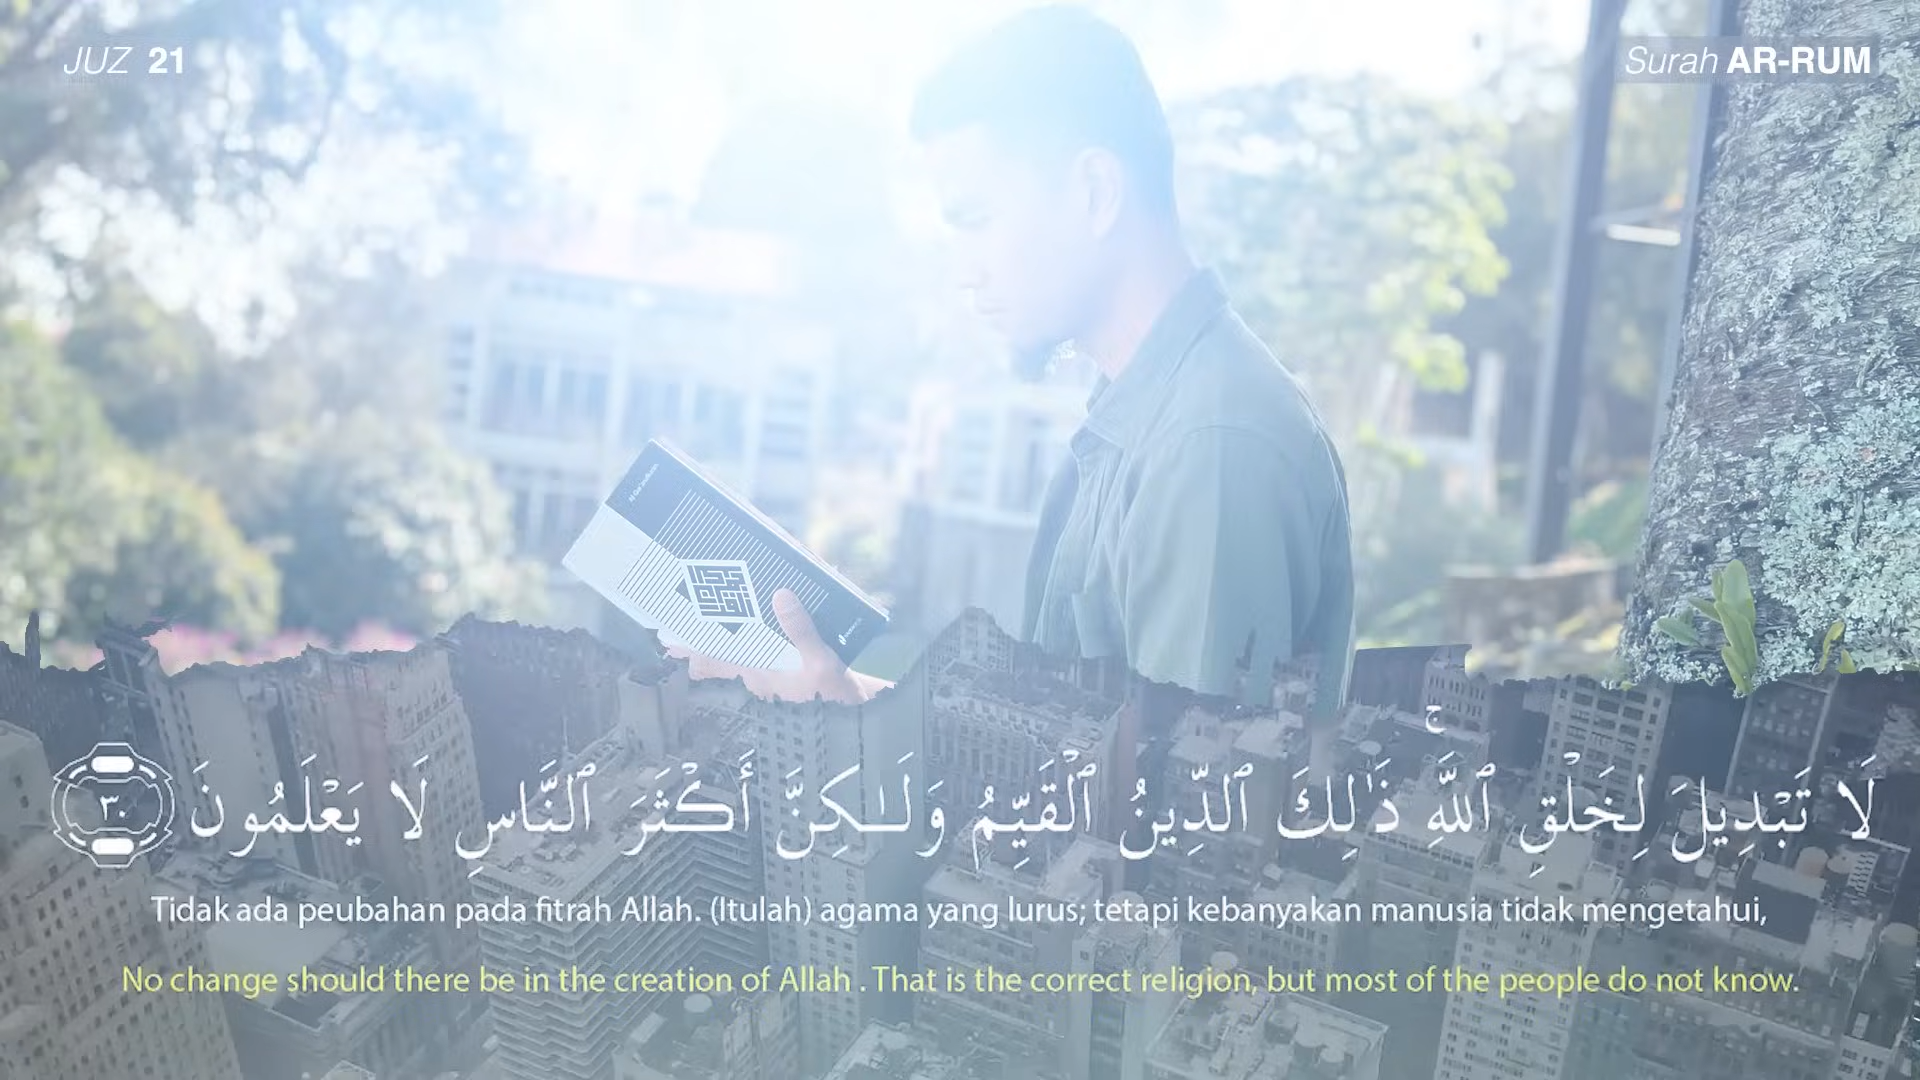 JUZ 21
Surah AR-RUM
لَا تَبْدِيلَ لِخَلْقِ ٱللَّهِ ۚ ذَٰلِكَ ٱلدِّينُ ٱلْقَيِّمُ وَلَـٰكِنَّ أَكْثَرَ ٱلنَّاسِ لَا يَعْلَمُونَ ٣٠
Tidak ada peubahan pada fitrah Allah. (Itulah) agama yang lurus; tetapi kebanyakan manusia tidak mengetahui,
No change should there be in the creation of Allah . That is the correct religion, but most of the people do not know.